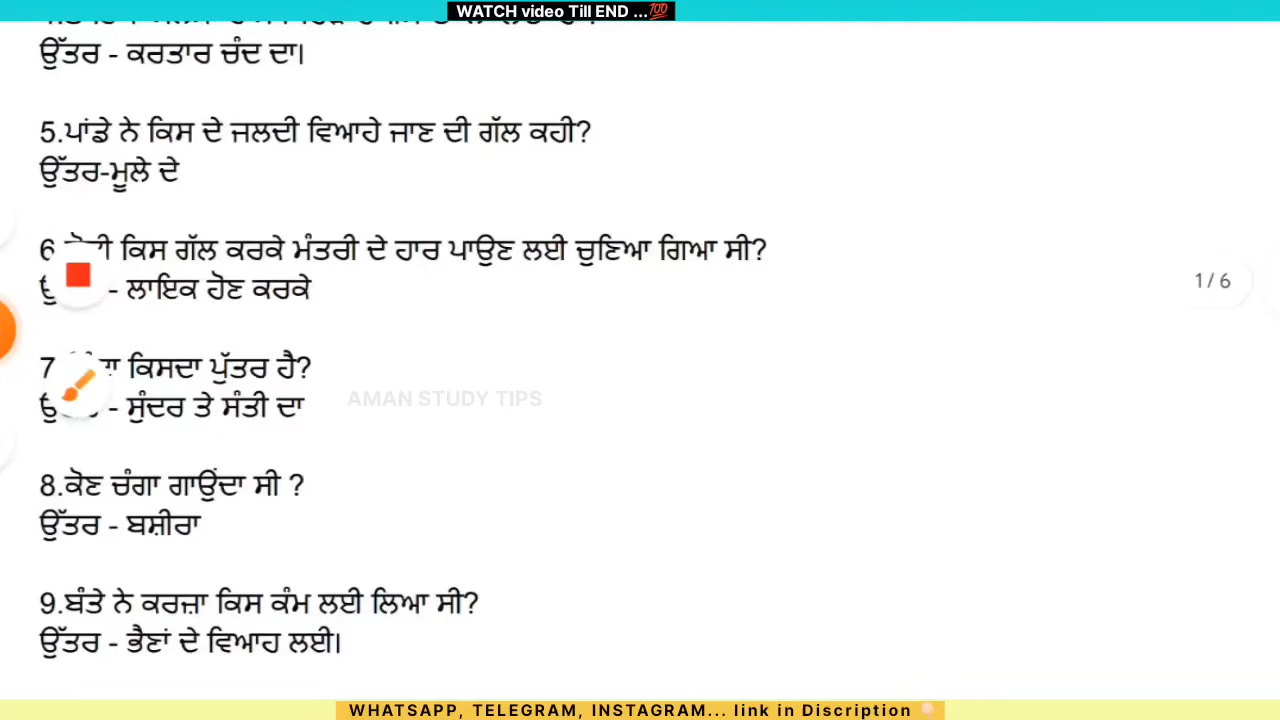 WATCH video Till END ...💯
ਉੱਤਰ - ਕਰਤਾਰ ਚੰਦ ਦਾ।
5.ਪਾਂਡੇ ਨੇ ਕਿਸ ਦੇ ਜਲਦੀ ਵਿਆਹੇ ਜਾਣ ਦੀ ਗੱਲ ਕਹੀ?
ਉੱਤਰ-ਮੂਲੇ ਦੇ
6 ਕਿਸ ਗੱਲ ਕਰਕੇ ਮੰਤਰੀ ਦੇ ਹਾਰ ਪਾਉਣ ਲਈ ਚੁਣਿਆ ਗਿਆ ਸੀ?
- ਲਾਇਕ ਹੋਣ ਕਰਕੇ
1 / 6
7 ਕਿਸਦਾ ਪੁੱਤਰ ਹੈ?
- ਸੁੰਦਰ ਤੇ ਸੰਤੀ ਦਾ
AMAN STUDY TIPS
8.ਕੋਣ ਚੰਗਾ ਗਾਉਂਦਾ ਸੀ ?
ਉੱਤਰ - ਬਸ਼ੀਰਾ
9.ਬੰਤੇ ਨੇ ਕਰਜ਼ਾ ਕਿਸ ਕੰਮ ਲਈ ਲਿਆ ਸੀ?
ਉੱਤਰ - ਭੈਣਾਂ ਦੇ ਵਿਆਹ ਲਈ।
WHATSAPP, TELEGRAM, INSTAGRAM... link in Discription